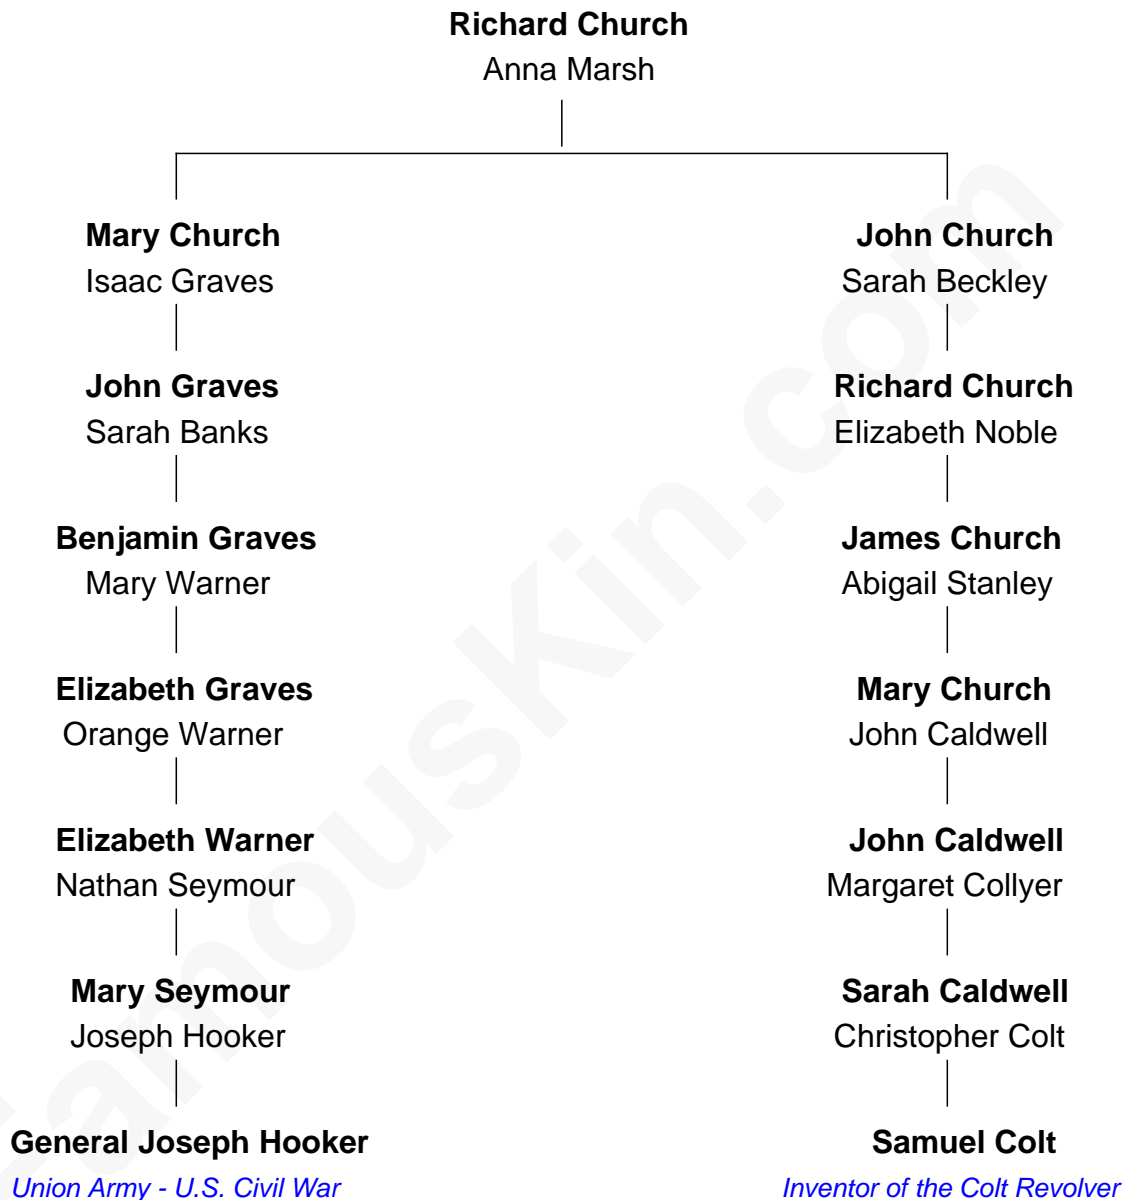 Richard Church
Anna Marsh
Mary Church
Isaac Graves
John Graves
Sarah Banks
Benjamin Graves
Mary Warner
Elizabeth Graves
Orange Warner
Elizabeth Warner
Nathan Seymour
Mary Seymour
Joseph Hooker
General Joseph Hooker
Union Army - U.S. Civil War
John Church
Sarah Beckley
Richard Church
Elizabeth Noble
James Church
Abigail Stanley
Mary Church
John Caldwell
John Caldwell
Margaret Collyer
Sarah Caldwell
Christopher Colt
Samuel Colt
Inventor of the Colt Revolver
FamousKin.com